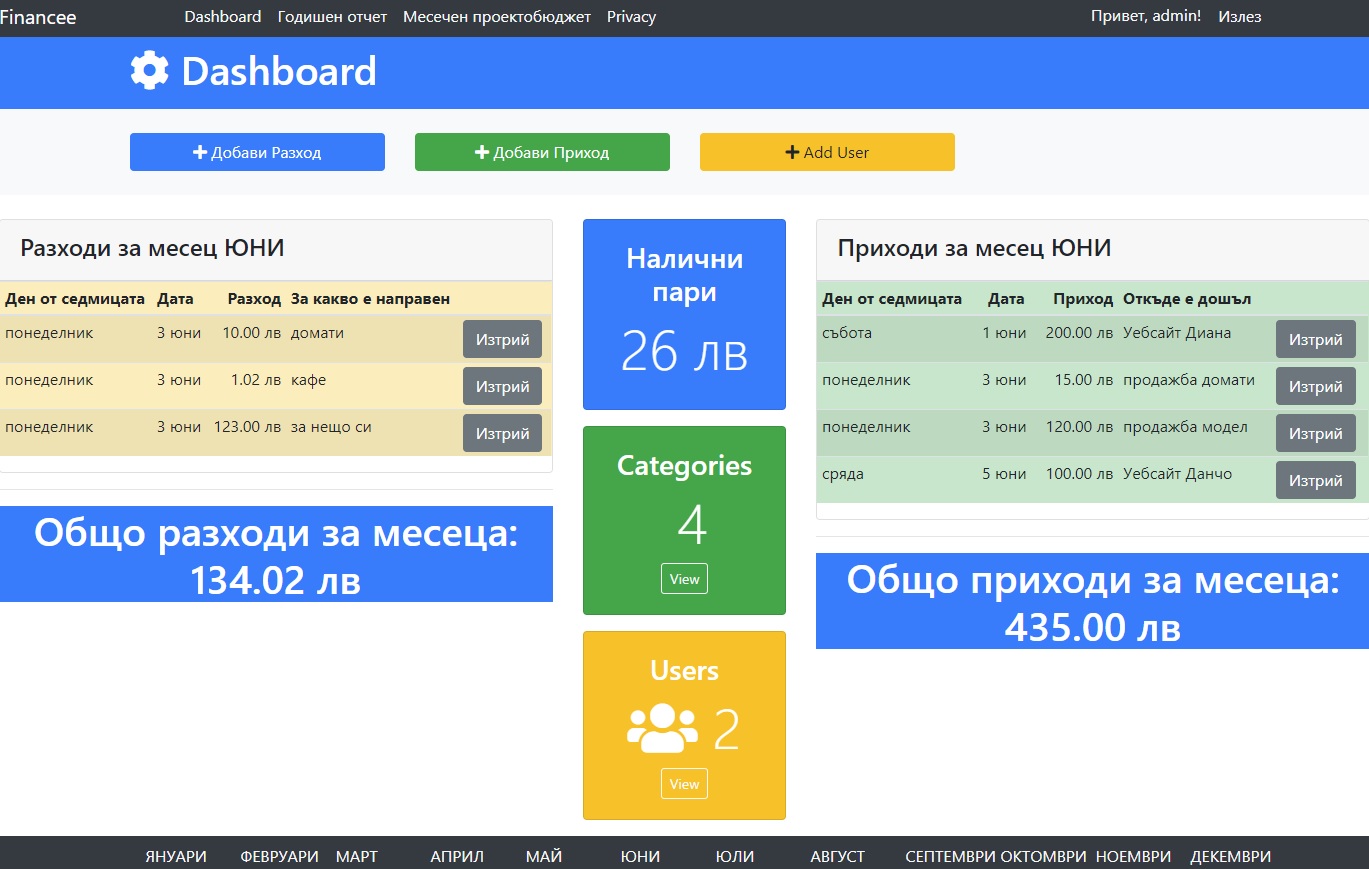 Financee Dashboard Годишен отчет Месечен проектобюджет Privacy Привет, admin! Излез
Dashboard
Добави Разход Добави Приход Add User
Разходи за месец ЮНИ
Ден от седмицата Дата Разход За какво е направен
понеделник 3 юни 10.00 лв домати Изтрий
понеделник 3 юни 1.02 лв кафе Изтрий
понеделник 3 юни 123.00 лв за нещо си Изтрий
Общо разходи за месеца:
134.02 лв
Налични
пари
26 лв
Categories
4
View
Users
2
View
Приходи за месец ЮНИ
Ден от седмицата Дата Приход Откъде е дошъл
събота 1 юни 200.00 лв Уебсайт Диана Изтрий
понеделник 3 юни 15.00 лв продажба домати Изтрий
понеделник 3 юни 120.00 лв продажба модел Изтрий
сряда 5 юни 100.00 лв Уебсайт Данчо Изтрий
Общо приходи за месеца:
435.00 лв
ЯНУАРИ ФЕВРУАРИ МАРТ АПРИЛ МАЙ ЮНИ ЮЛИ АВГУСТ СЕПТЕМВРИ ОКТОМВРИ НОЕМВРИ ДЕКЕМВРИ